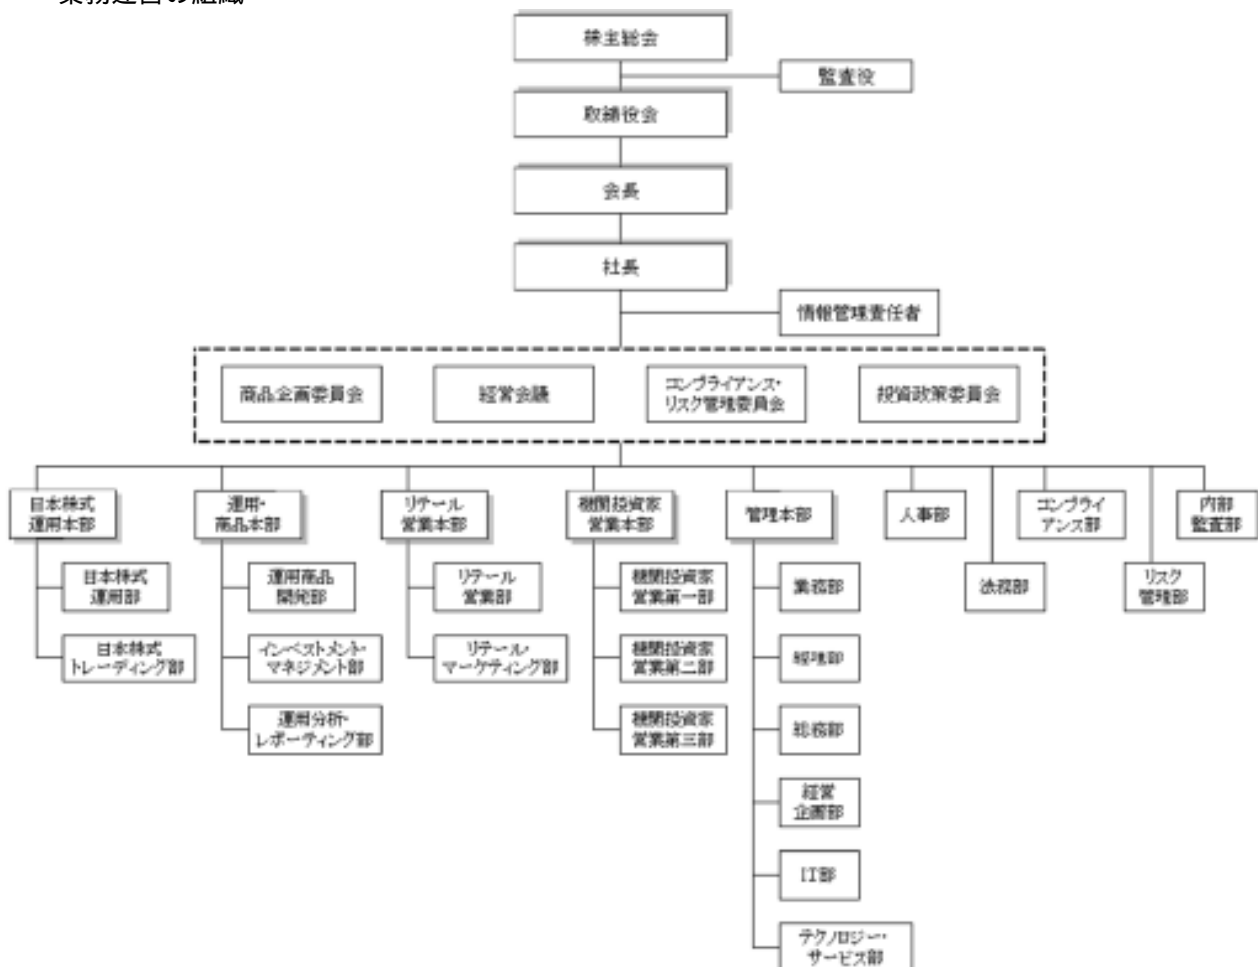 業務運営の組織
株主総会
監査役
取締役会
会長
社長
情報管理責任者
商品企画委員会
経営会議
コンプライアンス・
リスク管理委員会
投資政策委員会
日本株式
運用本部
運用・
商品本部
リテール
営業本部
機関投資家
営業本部
管理本部
人事部
コンプライ
アンス部
内部
監査部
日本株式
運用部
運用商品
開発部
リテール
営業部
機関投資家
営業第一部
業務部
法務部
リスク
管理部
日本株式
トレーディング部
インベストメント・
マネジメント部
リテール・
マーケティング部
機関投資家
営業第二部
経理部
運用分析・
レポーティング部
機関投資家
営業第三部
総務部
経営
企画部
IT部
テクノロジー・
サービス部